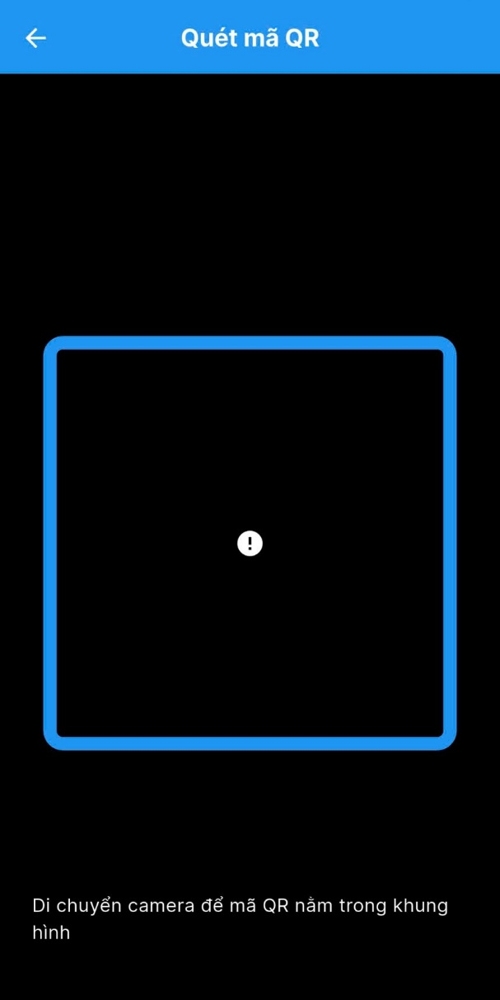 Quét mã QR
Di chuyển camera để mã QR nằm trong khung
hình